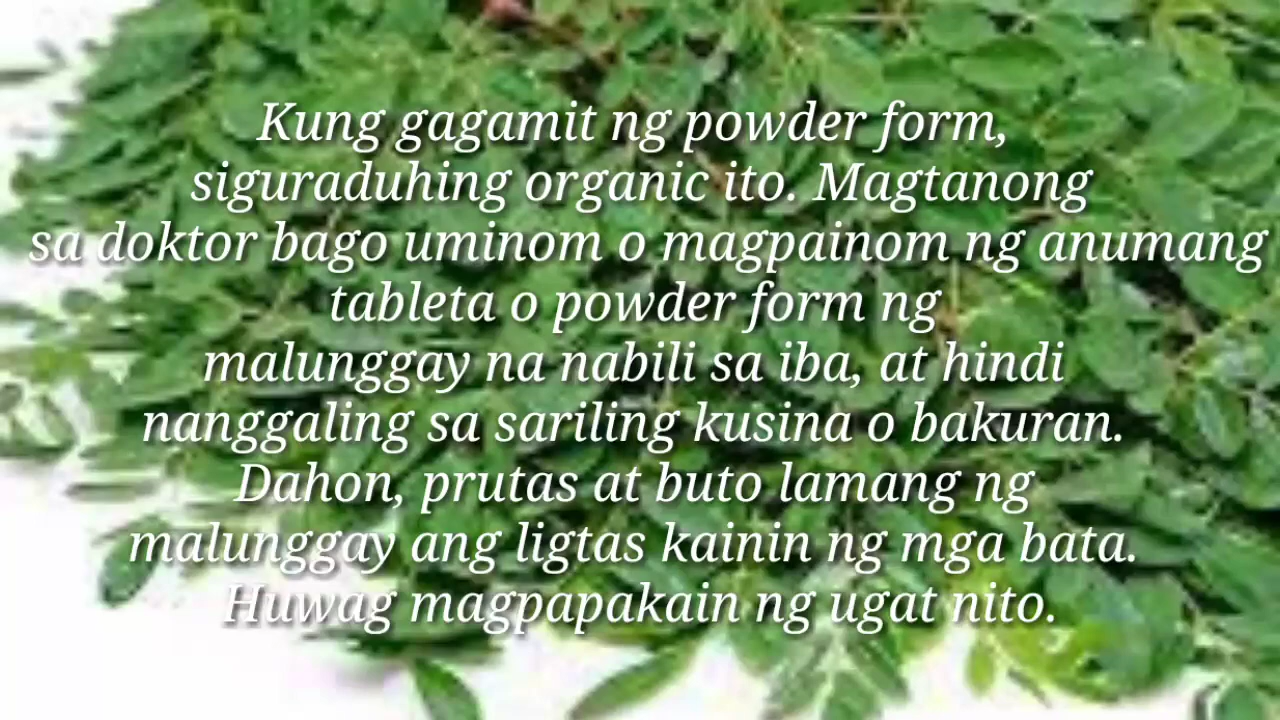 Kung gagamit ng powder form,
siguraduhing organic ito. Magtanong
sa doktor bago uminom o magpainom ng anumang
tableta o powder form ng
malunggay na nabili sa iba, at hindi
nanggaling sa sariling kusina o bakuran.
Dahon, prutas at buto lamang ng
malunggay ang ligtas kainin ng mga bata.
Huwag magpapakain ng ugat nito.